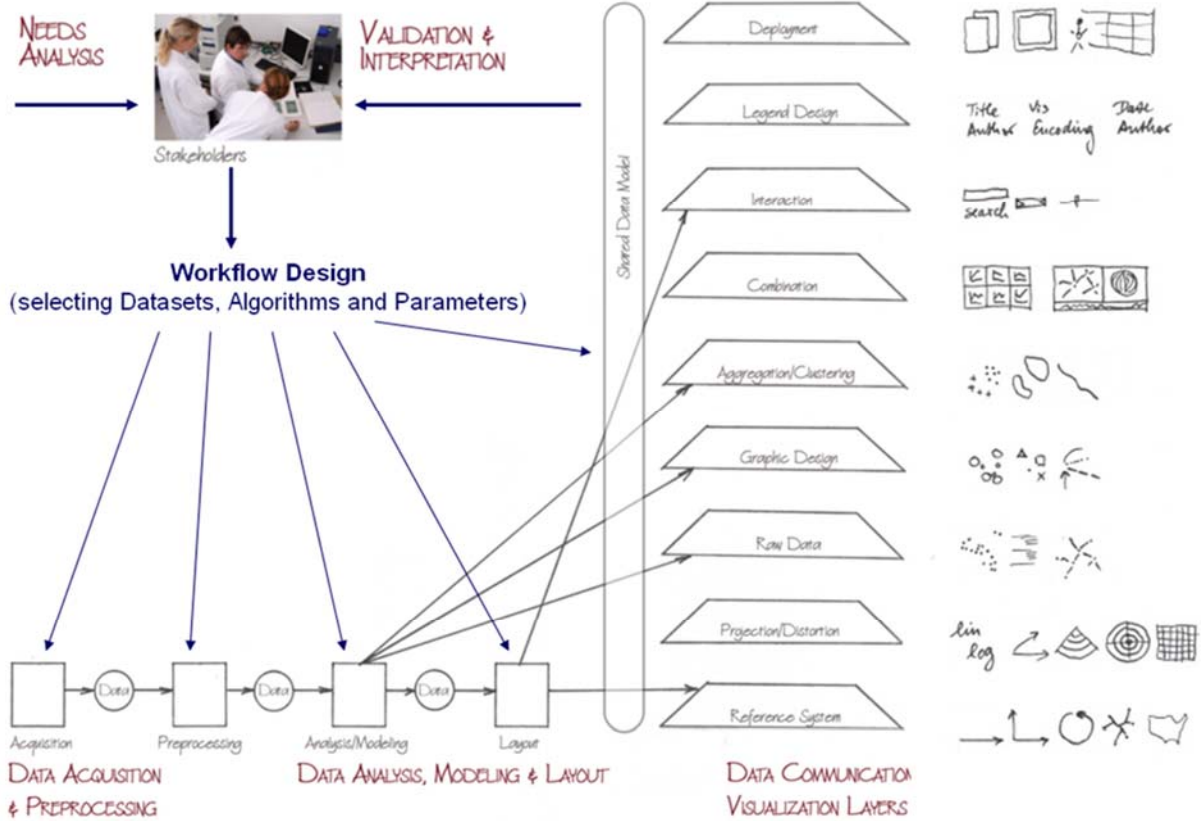 NEEDS
ANALYSIS
VALIDATION &
INTERPRETATION
Stakeholders
Workflow Design
(selecting Datasets, Algorithms and Parameters)
Data
Data
Data
Acquisition
Preprocessing
Analysis/Modeling
Layout
DATA ACQUISITION
& PREPROCESSING
DATA ANALYSIS, MODELING & LAYOUT
Shared Data Model
Deployment
Legend Design
Title Vis Date
Author Encoding Author
Interaction
search
Combination
Aggregation/Clustering
Graphic Design
Raw Data
Projection/Distortion
lin
log
Reference System
DATA COMMUNICATION
VISUALIZATION LAYERS